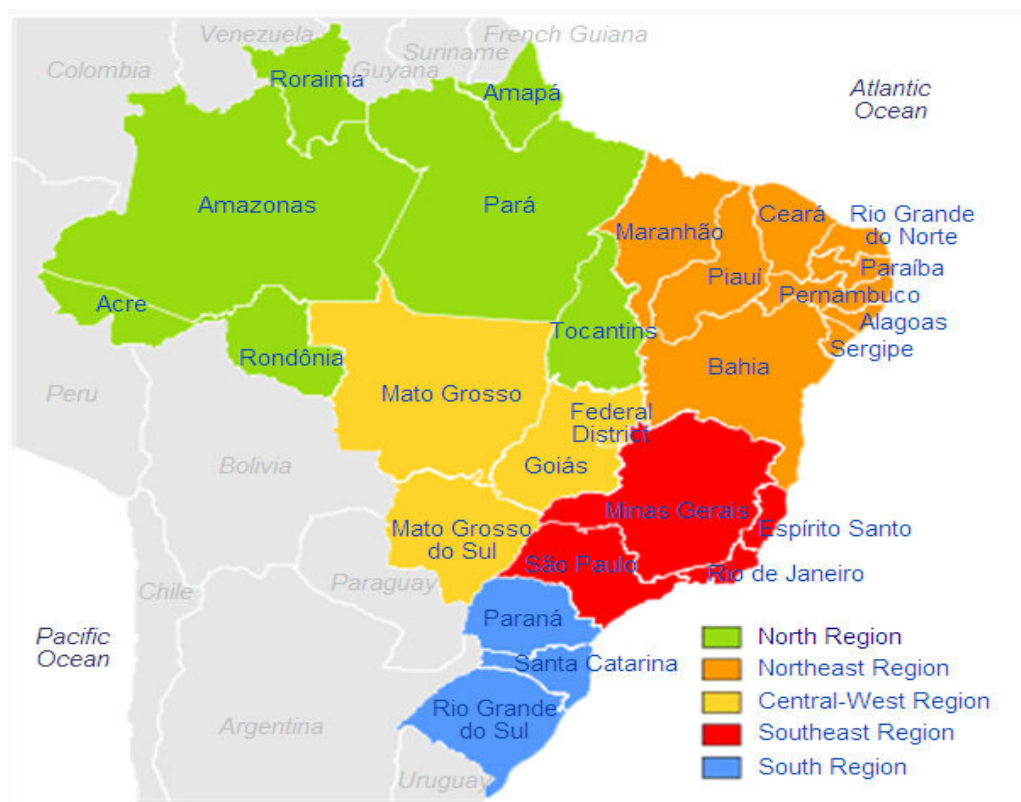 Venezuela
French Guiana
Suriname
Colombia
Guyana
Roraima
Amapá
Atlantic
Ocean
Amazonas
Pará
Ceará
Rio Grande
do Norte
Maranhão
Paraíba
Piauí
Pernambuco
Acre
Alagoas
Tocantins
Sergipe
Rondônia
Bahia
Peru
Mato Grosso
Federal
District
Bolivia
Goiás
Minas Gerais
Mato Grosso
do Sul
Espírito Santo
São Paulo
Rio de Janeiro
Paraguay
Chile
Paraná
Pacific
Ocean
Santa Catarina
Rio Grande
do Sul
Argentina
Uruguay
North Region
Northeast Region
Central-West Region
Southeast Region
South Region